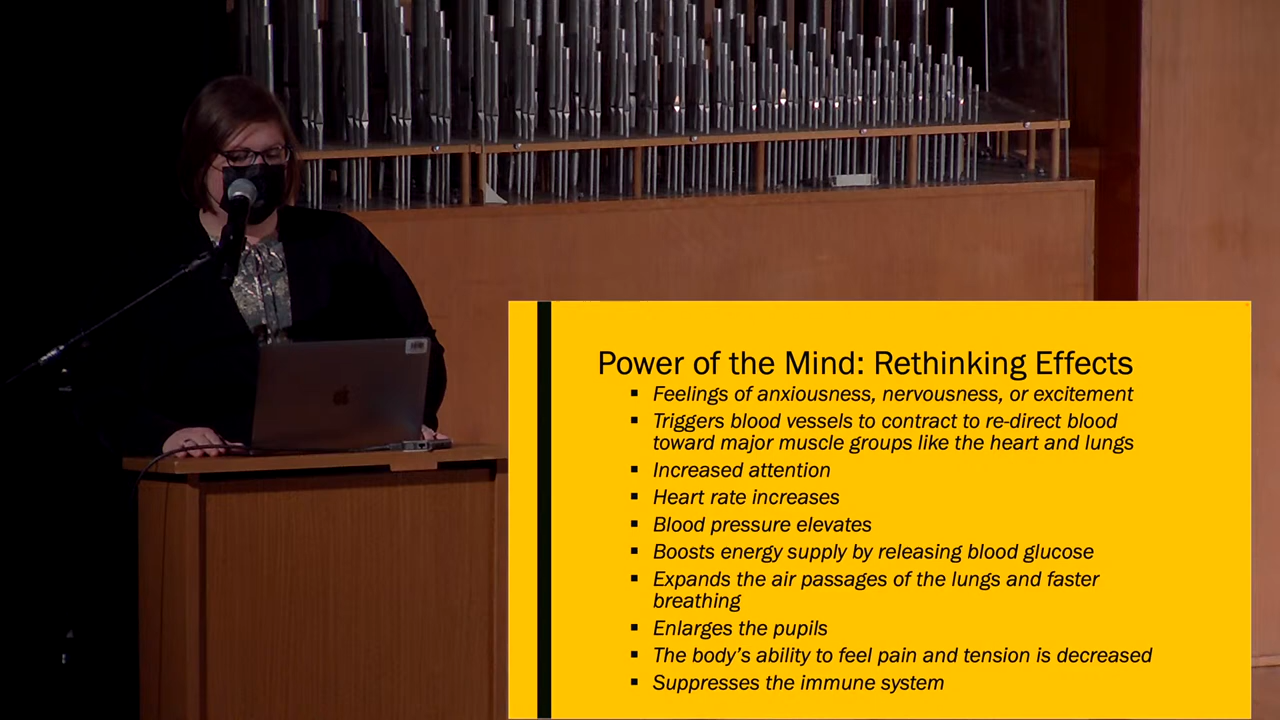 Power of the Mind: Rethinking Effects
▪ Feelings of anxiousness, nervousness, or excitement
▪ Triggers blood vessels to contract to re-direct blood
toward major muscle groups like the heart and lungs
▪ Increased attention
▪ Heart rate increases
▪ Blood pressure elevates
▪ Boosts energy supply by releasing blood glucose
▪ Expands the air passages of the lungs and faster
breathing
▪ Enlarges the pupils
▪ The body's ability to feel pain and tension is decreased
▪ Suppresses the immune system